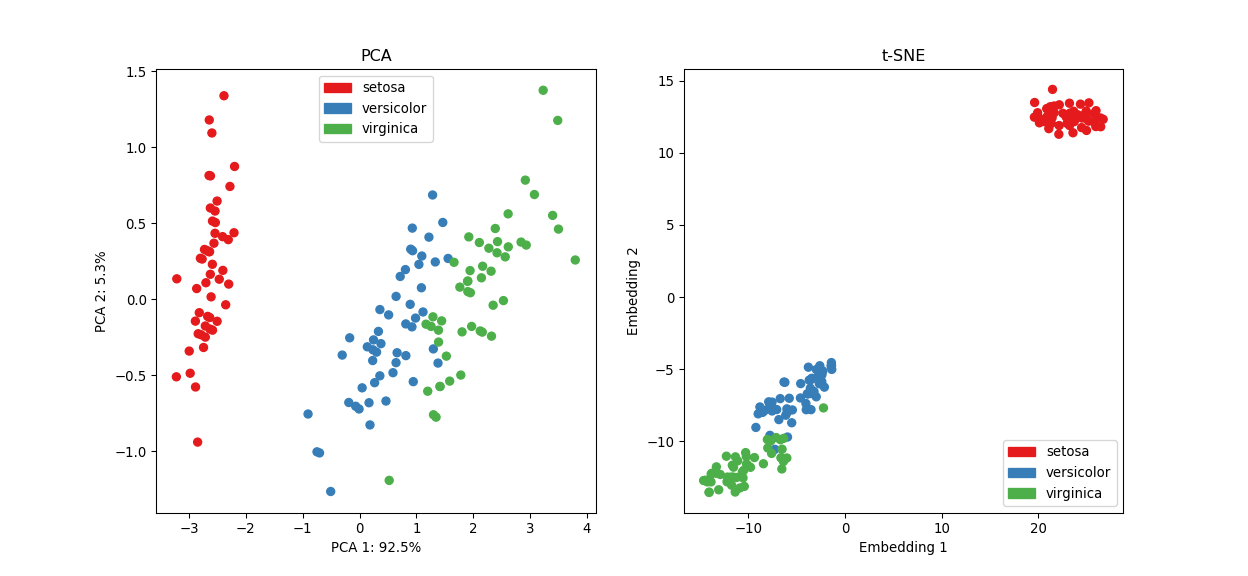 PCA
1.5
1.0
0.5
0.0
−0.5
−1.0
PCA 2: 5.3%
setosa
versicolor
virginica
−3 −2 −1 0 1 2 3 4
PCA 1: 92.5%
t-SNE
15
10
5
0
−5
−10
Embedding 2
setosa
versicolor
virginica
−10 0 10 20
Embedding 1